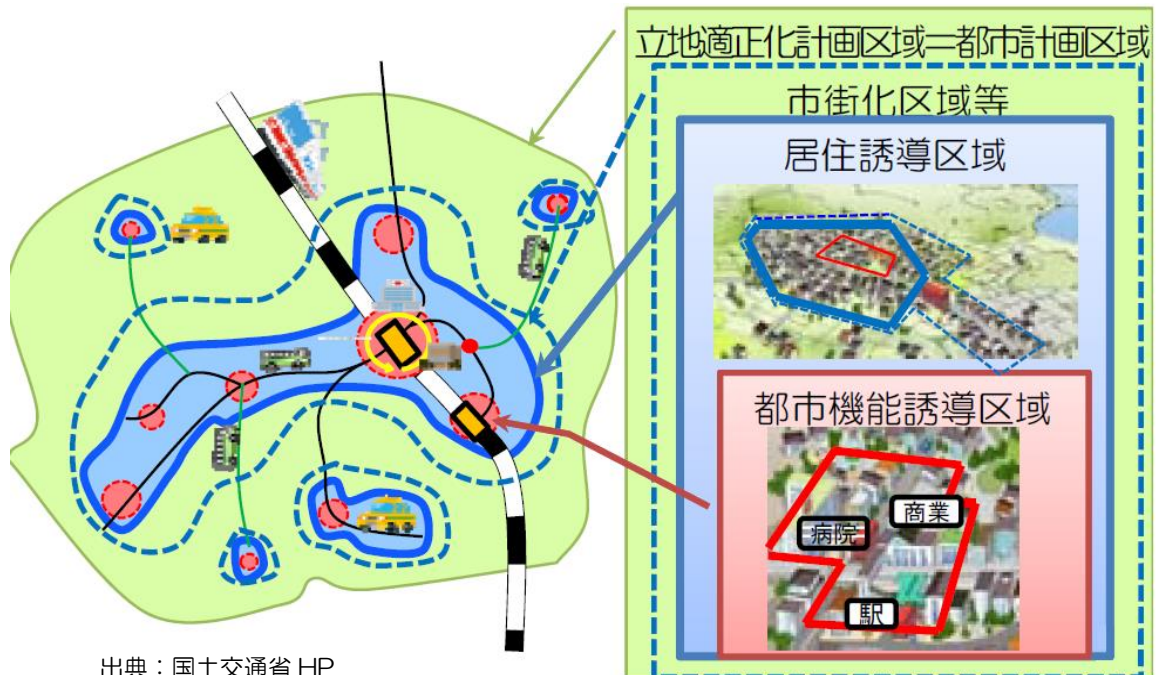 立地適正化計画区域=都市計画区域
市街化区域等
居住誘導区域
都市機能誘導区域
商業
病院
駅
出典:国土交通省 HP